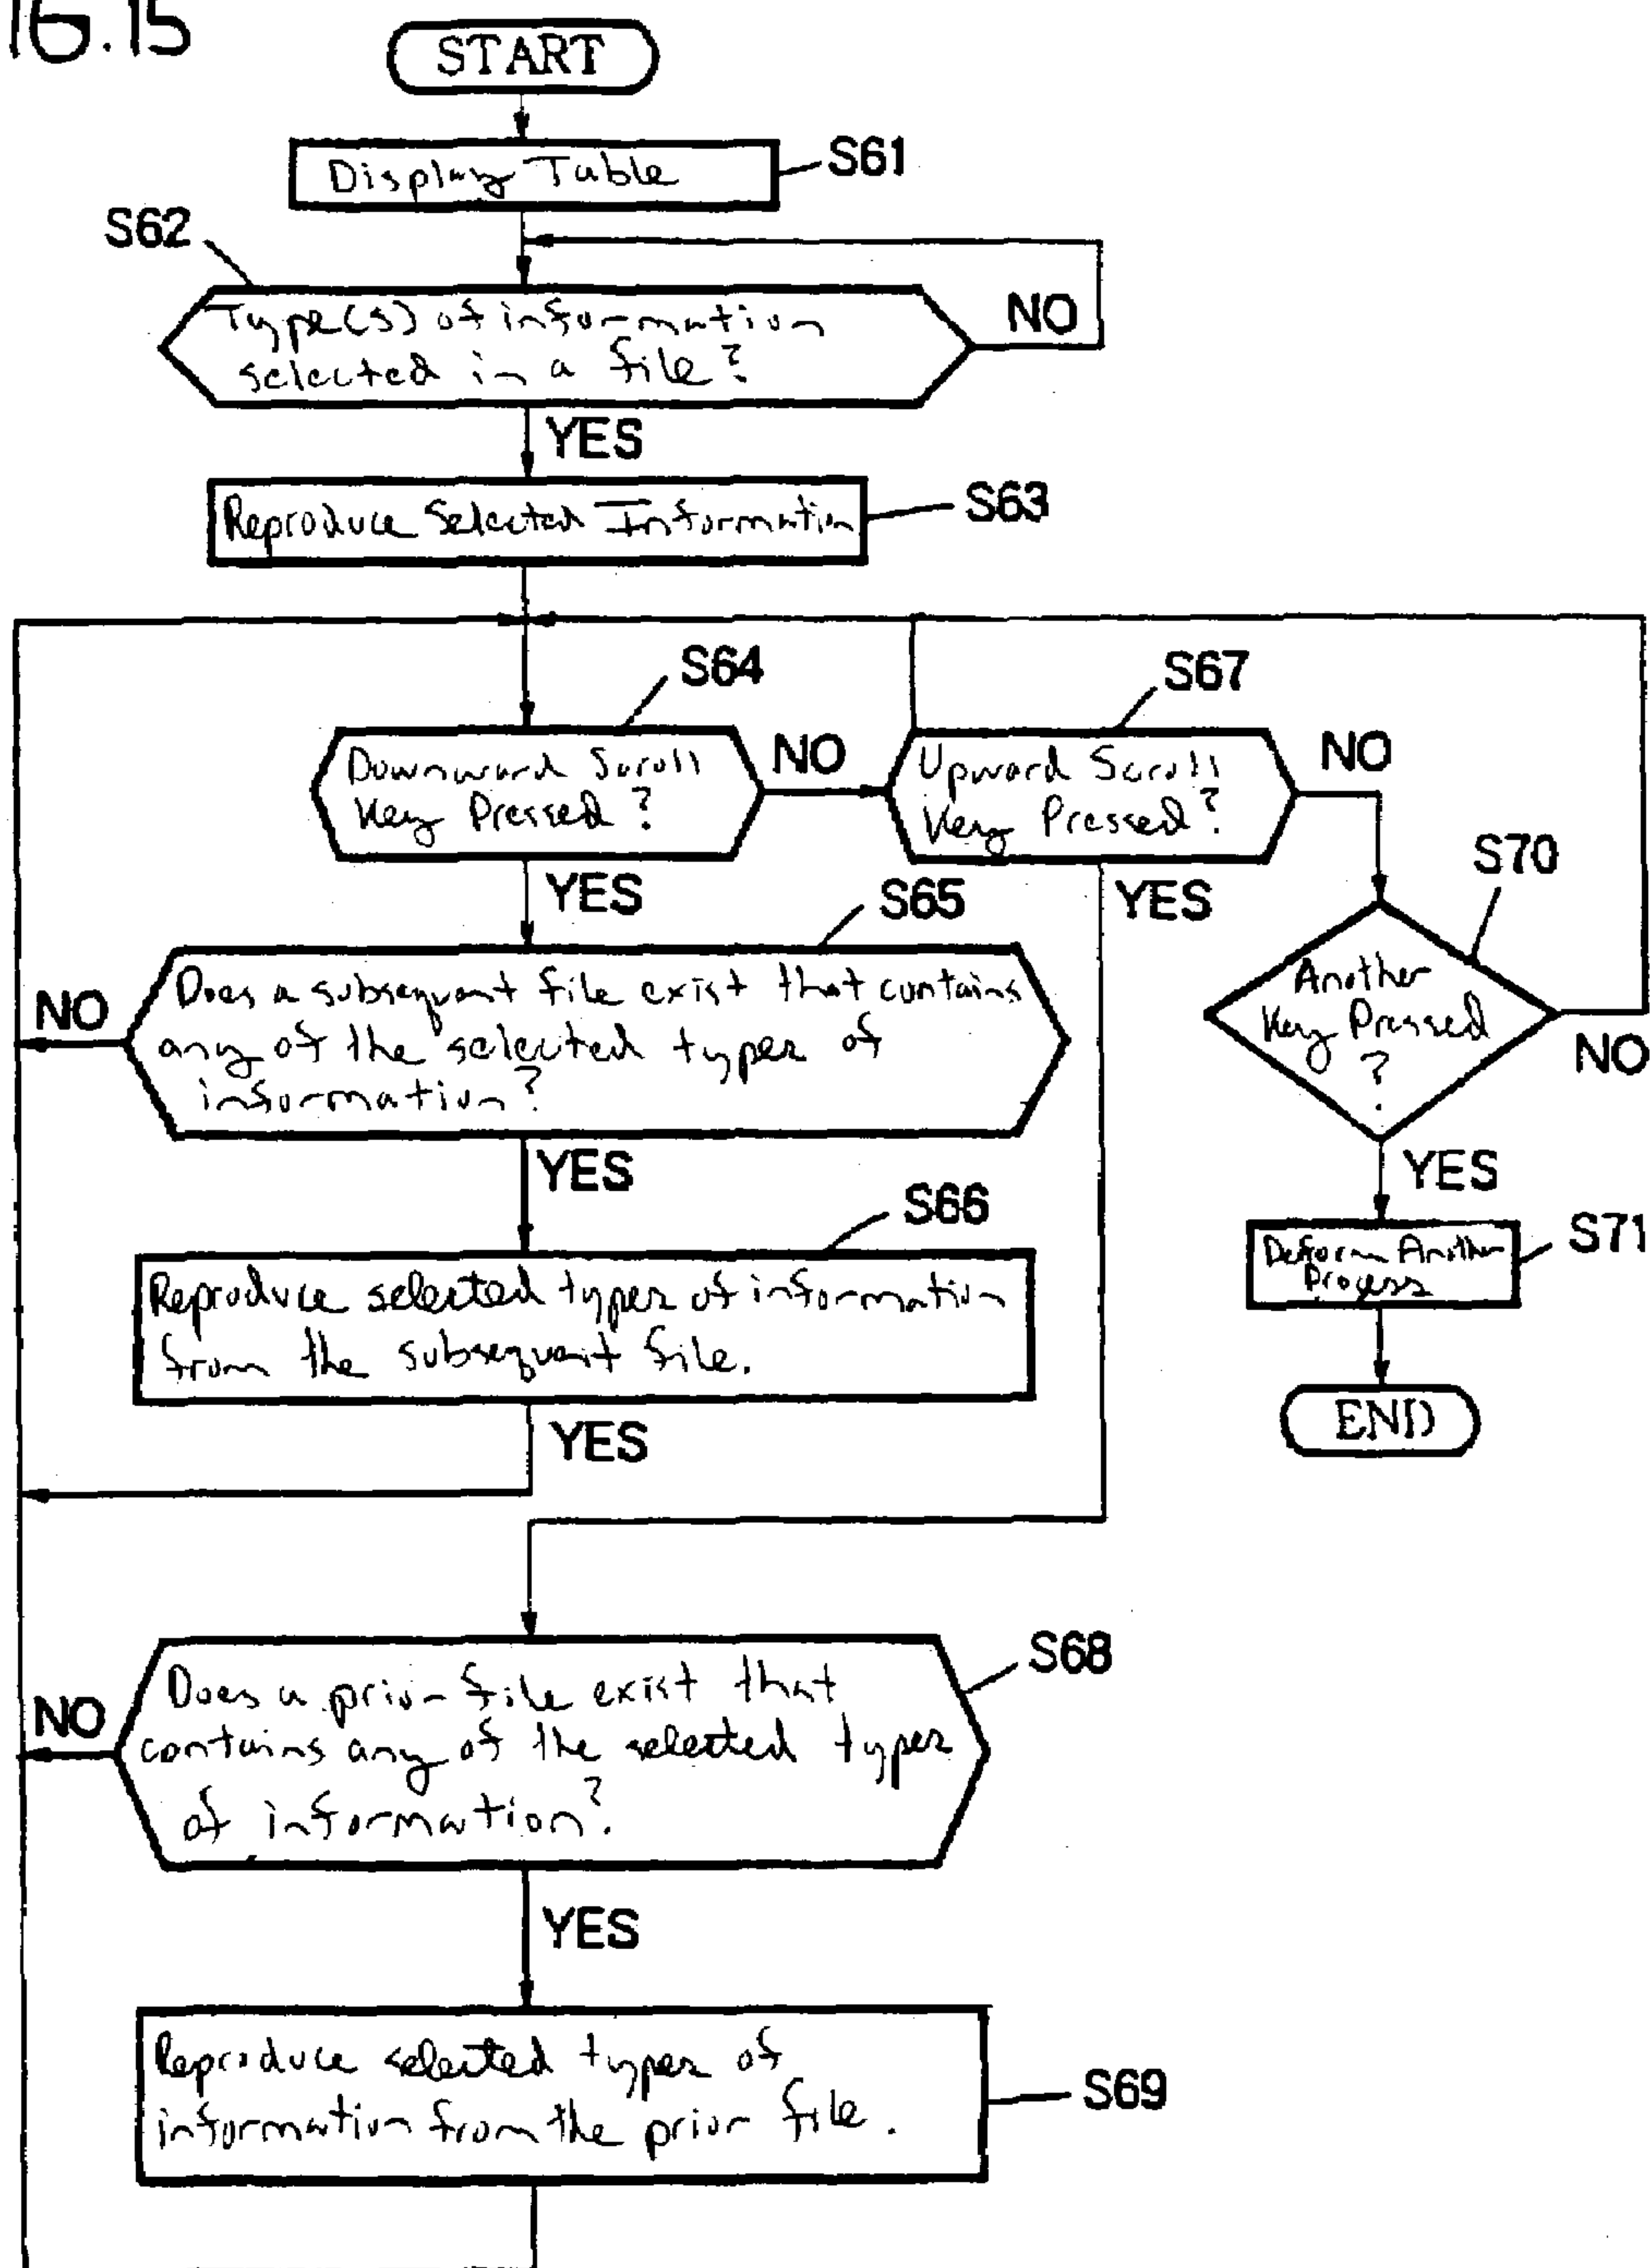 16.15
START
Display Table
S61
S62
Type(s) of information
selected in a file?
NO
YES
Reproduce Selected Information
S63
S64
Downward Scroll
Key Pressed?
NO
S67
Upward Scroll
Key Pressed?
NO
YES
YES
S65
Does a subsequent file exist that contains
any of the selected types of
information?
NO
S70
Another
Key Pressed
?
NO
YES
YES
S66
Reproduce selected types of information
from the subsequent file.
YES
S71
Another
Process
END
S68
Does a prior file exist that
contains any of the selected types
of information?
NO
YES
Reproduce selected types of
information from the prior file.
S69